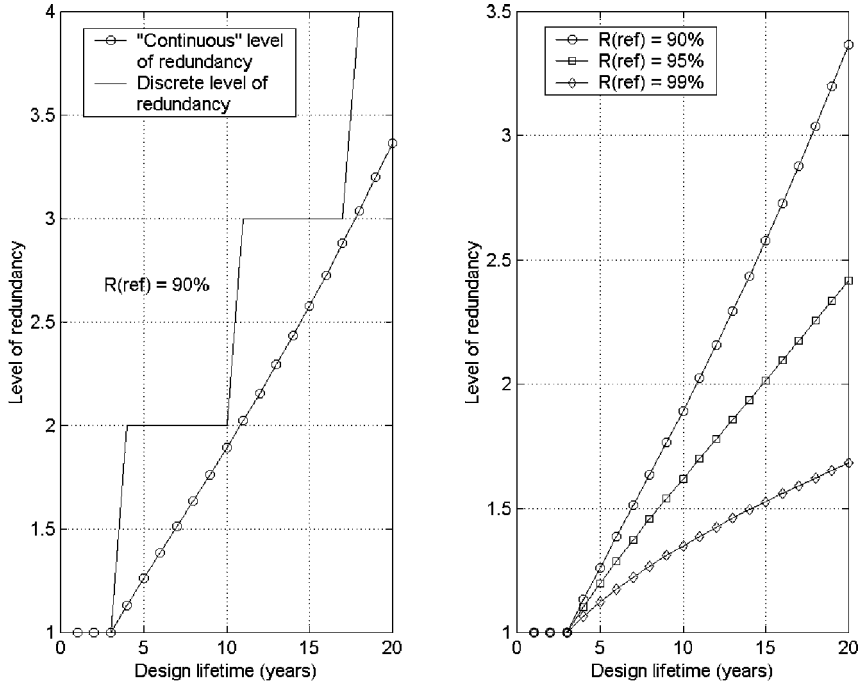 "Continuous" level
of redundancy
Discrete level of
redundancy
R(ref) = 90%
Level of redundancy
4
3.5
3
2.5
2
1.5
1
0
5
10
15
20
Design lifetime (years)
R(ref) = 90%
R(ref) = 95%
R(ref) = 99%
Level of redundancy
3.5
3
2.5
2
1.5
1
0
5
10
15
20
Design lifetime (years)